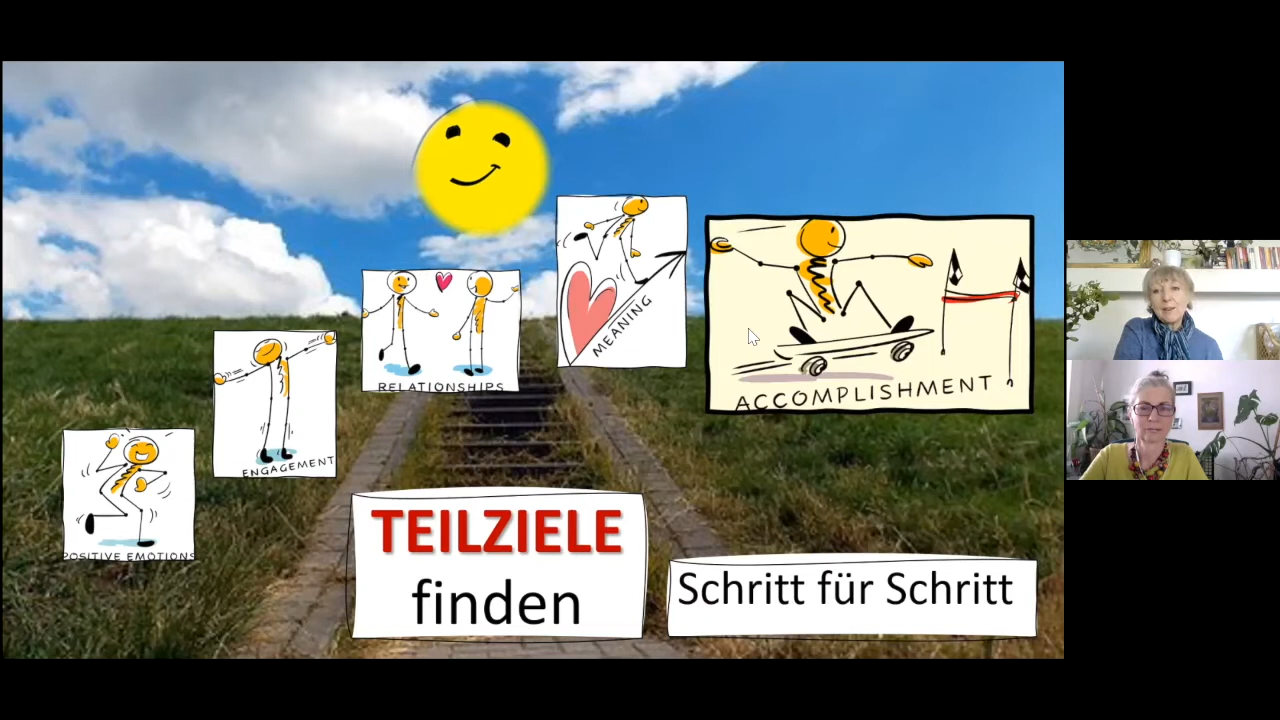 POSITIVE EMOTIONS
ENGAGEMENT
RELATIONSHIPS
MEANING
ACCOMPLISHMENT
TEILZIELE
finden
Schritt für Schritt